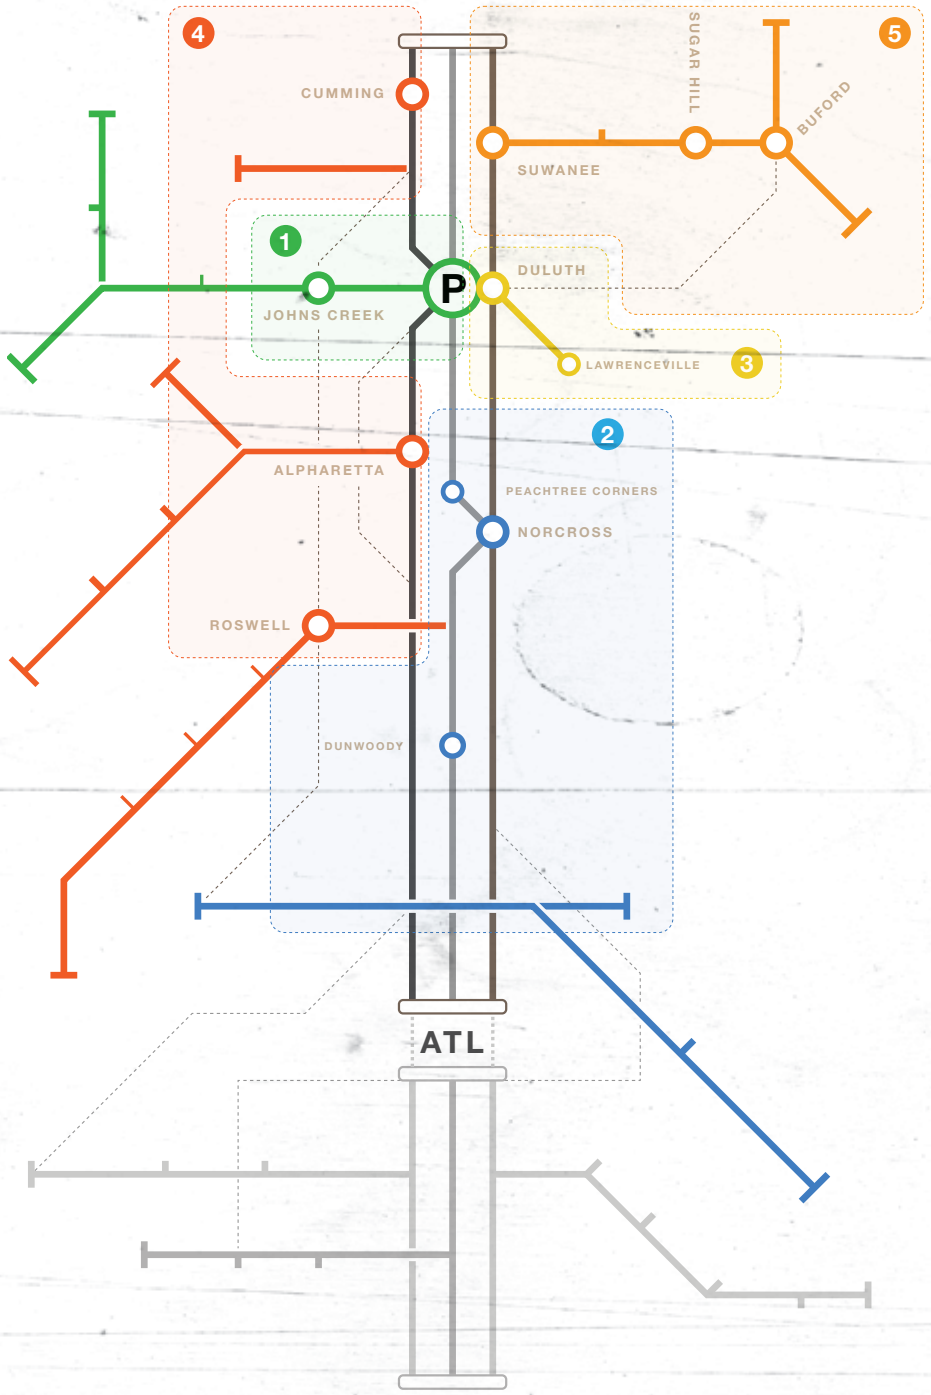 4
5
SUGAR HILL
CUMMING
BUFORD
SUWANEE
1
DULUTH
P
JOHNS CREEK
LAWRENCEVILLE
3
2
ALPHARETTA
PEACHTREE CORNERS
NORCROSS
ROSWELL
DUNWOODY
ATL